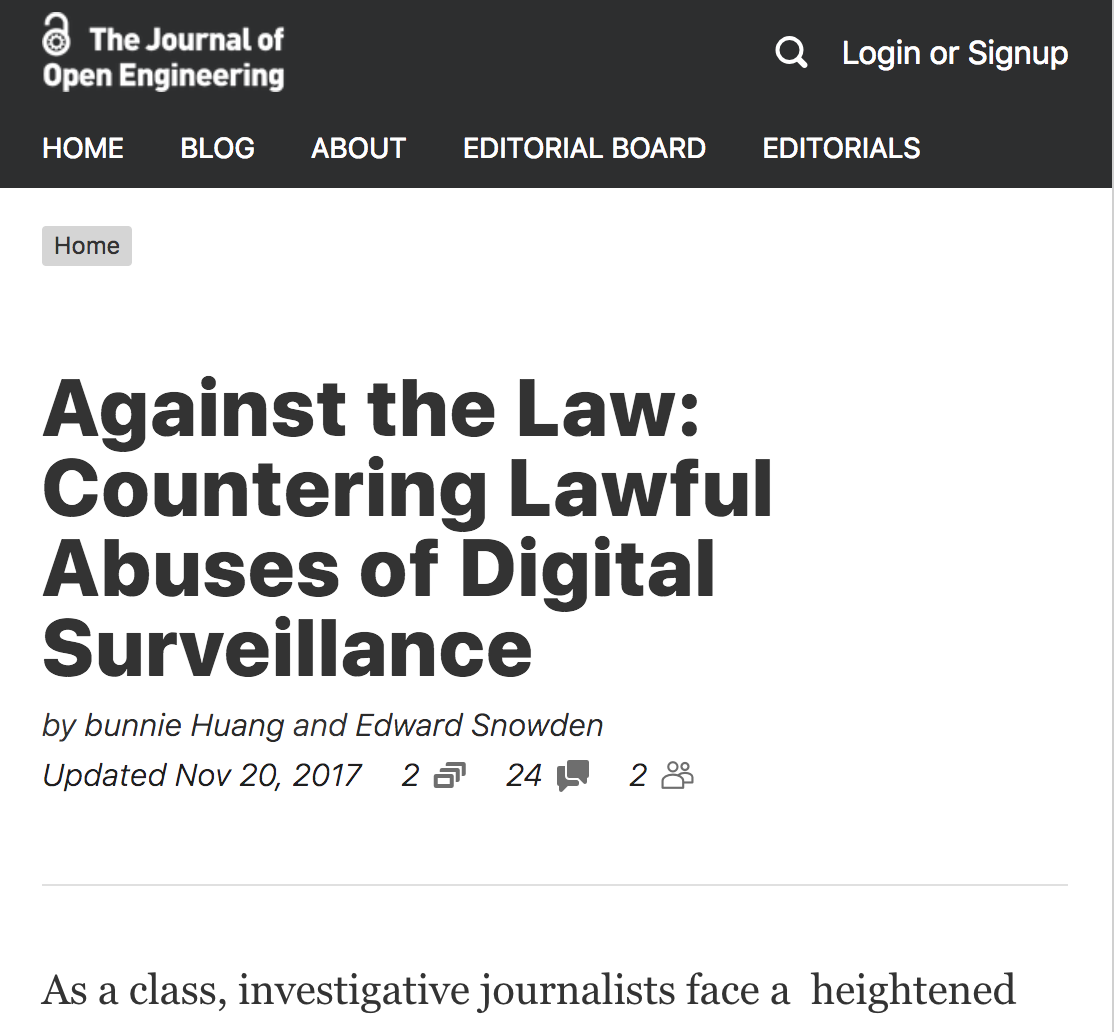 The Journal of
Open Engineering
Login or Signup
HOME BLOG ABOUT EDITORIAL BOARD EDITORIALS
Home
Against the Law:
Countering Lawful
Abuses of Digital
Surveillance
by bunnie Huang and Edward Snowden
Updated Nov 20, 2017 2 24 2
As a class, investigative journalists face a heightened